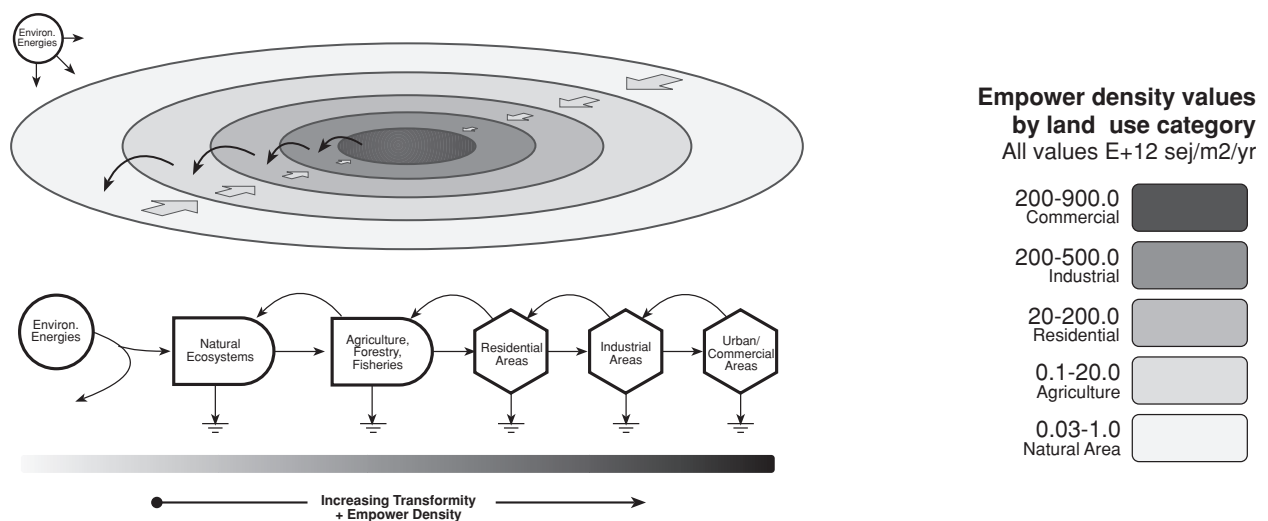 Environ.
Energies
Empower density values
by land use category
All values E+12 sej/m2/yr
200-900.0
Commercial
200-500.0
Industrial
20-200.0
Residential
0.1-20.0
Agriculture
0.03-1.0
Natural Area
Environ.
Energies
Natural
Ecosystems
Agriculture,
Forestry,
Fisheries
Residential
Areas
Industrial
Areas
Urban/
Commercial
Areas
Increasing Transformity
+ Empower Density